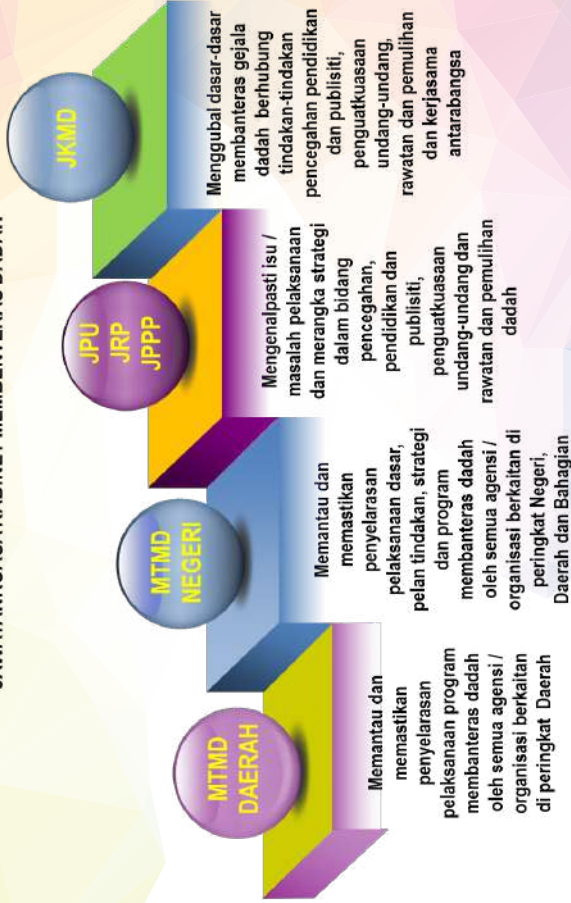 MTMD
DAERAH
Memantau dan
memastikan
penyelarasan
pelaksanaan program
membanteras dadah
oleh semua agensi /
organisasi berkaitan
di peringkat Daerah
MTMD
NEGERI
Memantau dan
memastikan
penyelarasan
pelaksanaan dasar,
pelan tindakan, strategi
dan program
membanteras dadah
oleh semua agensi /
organisasi berkaitan di
peringkat Negeri,
Daerah dan Bahagian
JPU
JRP
JPPP
Mengenalpasti isu /
masalah pelaksanaan
dan merangka strategi
dalam bidang
pencegahan,
pendidikan dan
publisiti,
penguatkuasaan
undang-undang dan
rawatan dan pemulihan
dadah
JKMD
Menggubal dasar-dasar
membanteras gejala
dadah berhubung
tindakan-tindakan
pencegahan pendidikan
dan publisiti,
penguatkuasaan
undang-undang,
rawatan dan pemulihan
dan kerjasama
antarabangsa